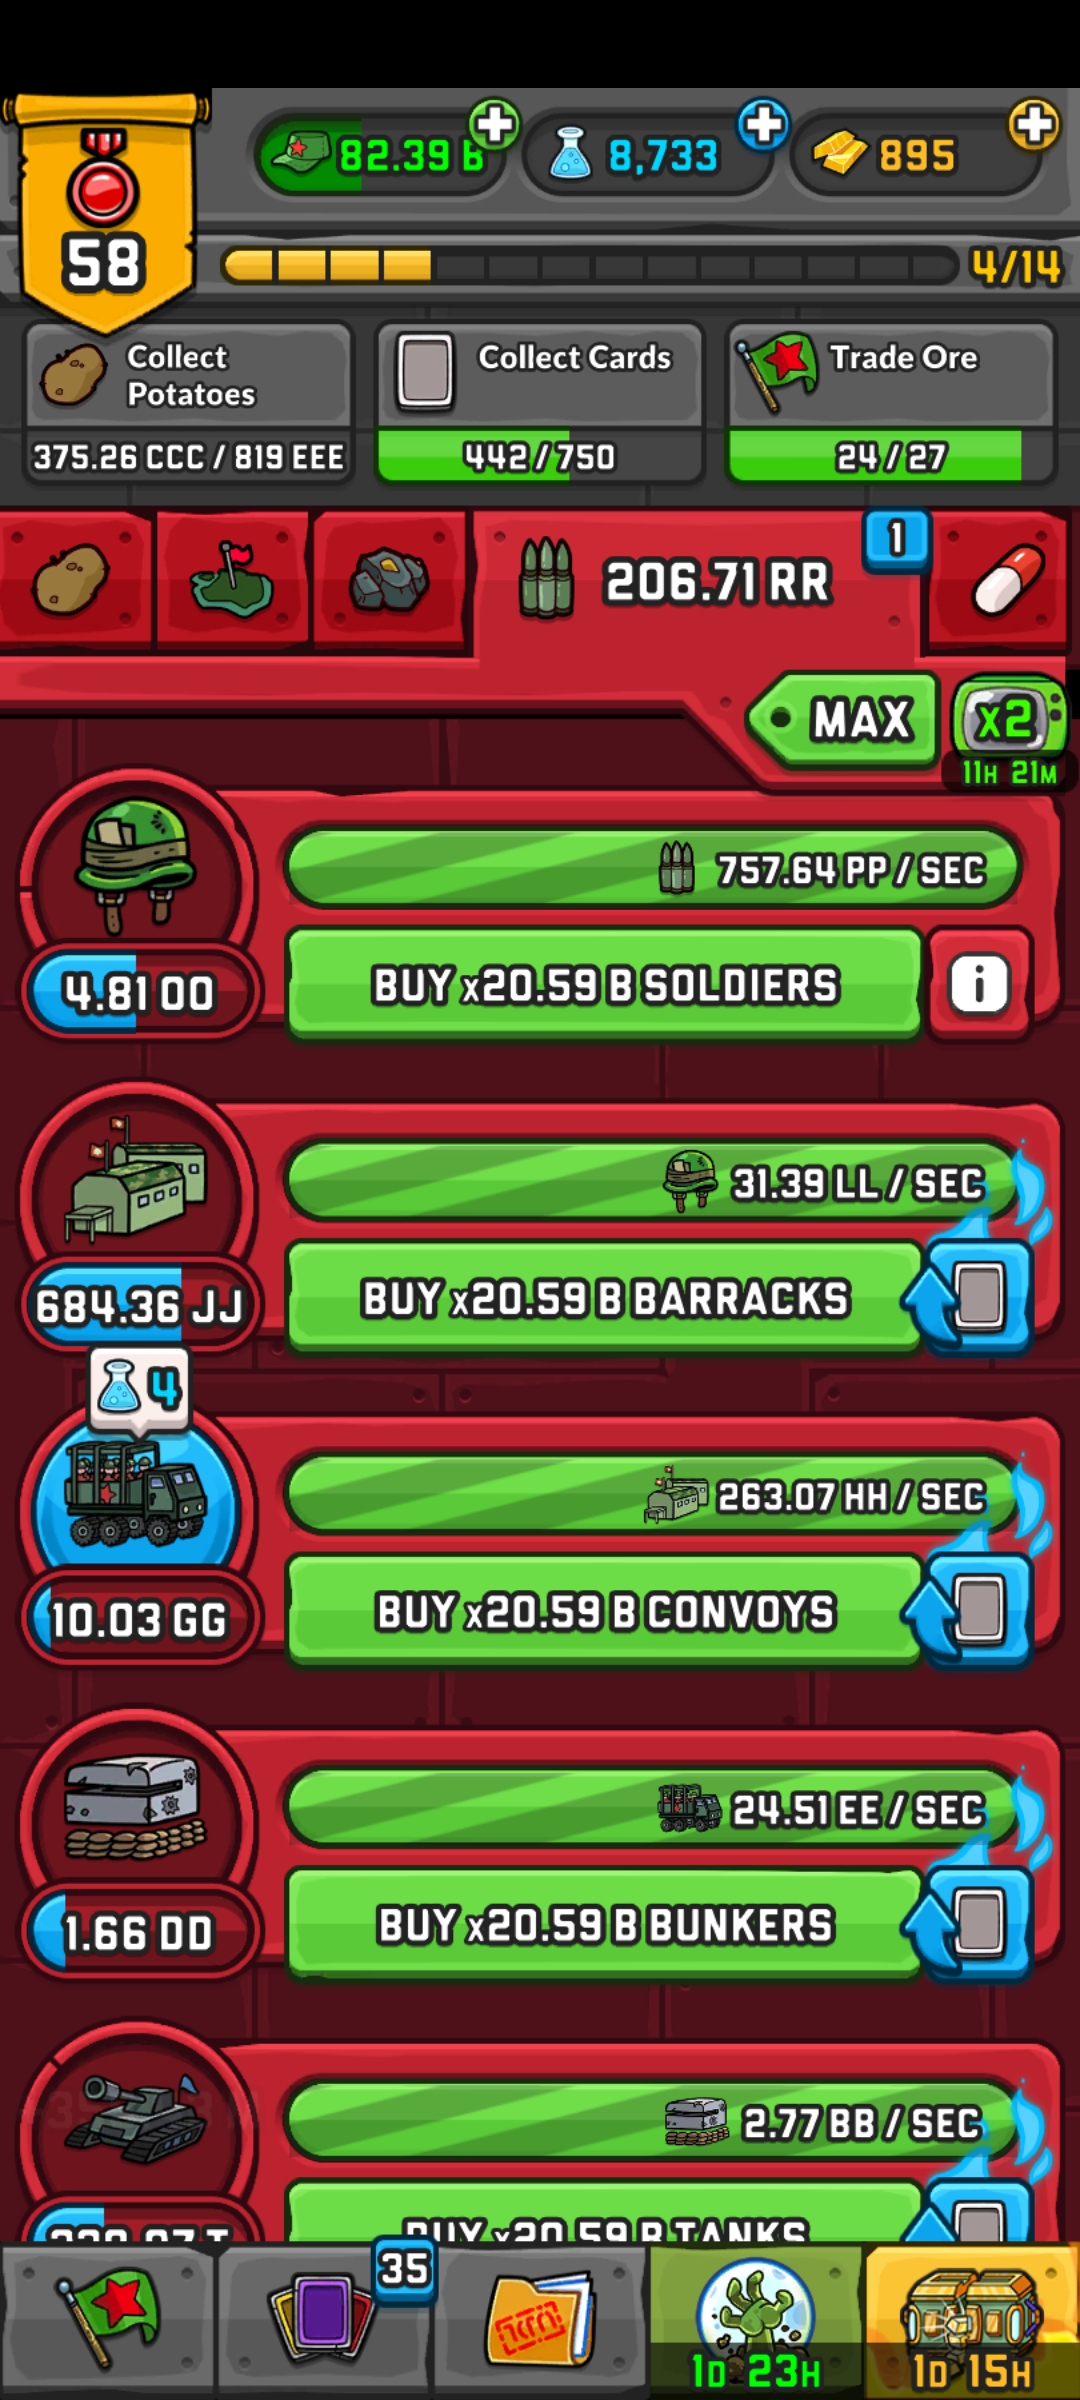 82.39 B
8,733
895
58
4/14
Collect
Potatoes
375.26 CCC / 819 EEE
Collect Cards
442/750
Trade Ore
24/27
206.71 RR
1
MAX
x2
11H 21M
757.64 PP / SEC
4.81 OO
BUY x20.59 B SOLDIERS
i
31.39 LL / SEC
684.36 JJ
BUY x20.59 B BARRACKS
4
263.07 HH / SEC
10.03 GG
BUY x20.59 B CONVOYS
24.51 EE / SEC
1.66 DD
BUY x20.59 B BUNKERS
2.77 BB / SEC
BUY x20.59 B TANKS
35
1D 23H
1D 15H